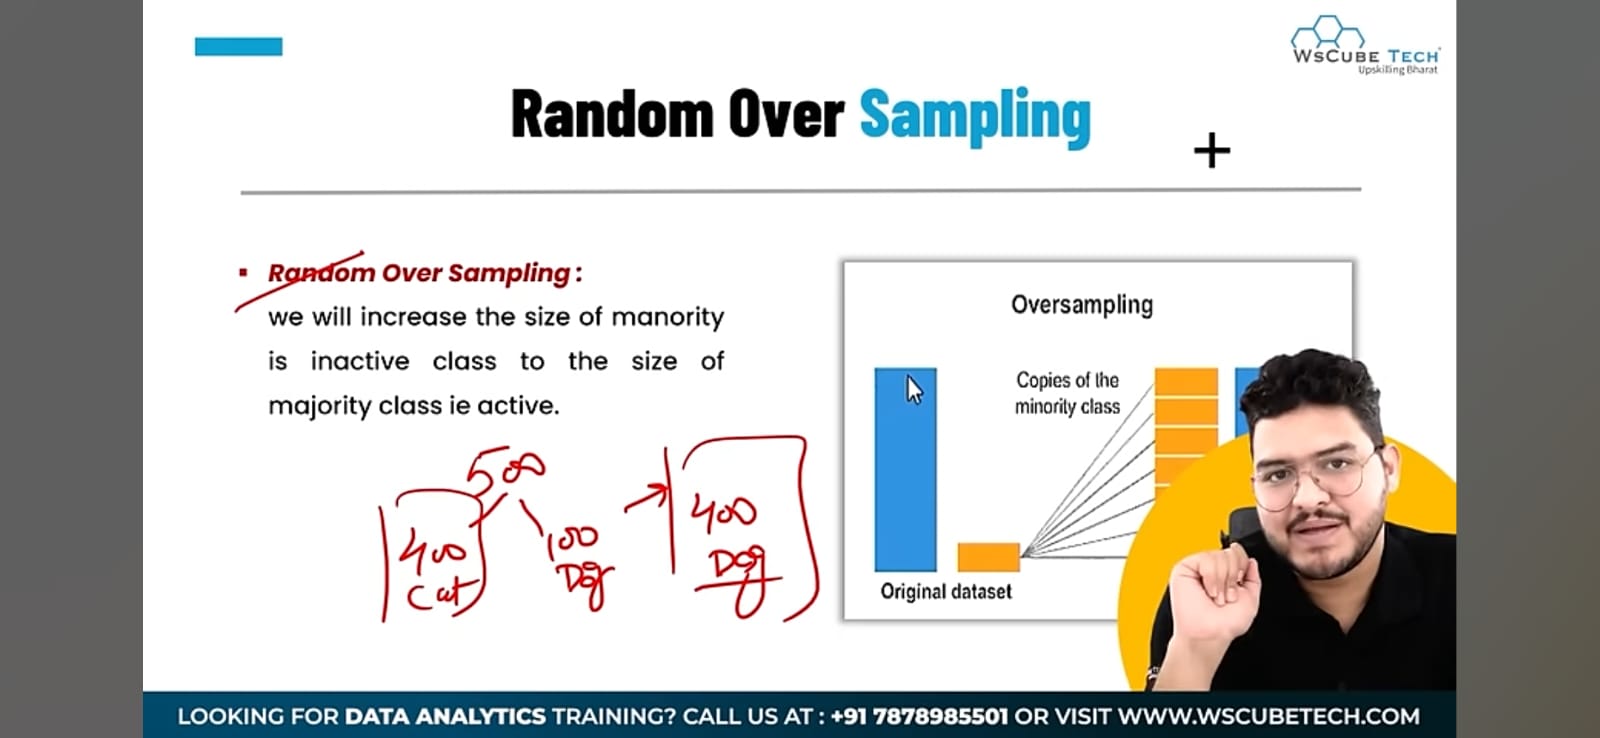 WsCube Tech
Upskilling Bharat
Random Over Sampling
Random Over Sampling :
we will increase the size of manority
is inactive class to the size of
majority class ie active.
500
400
Cat
100
Dog
400
Dog
Oversampling
Copies of the
minority class
Original dataset
LOOKING FOR DATA ANALYTICS TRAINING? CALL US AT : +91 7878985501 OR VISIT WWW.WSCUBETECH.COM